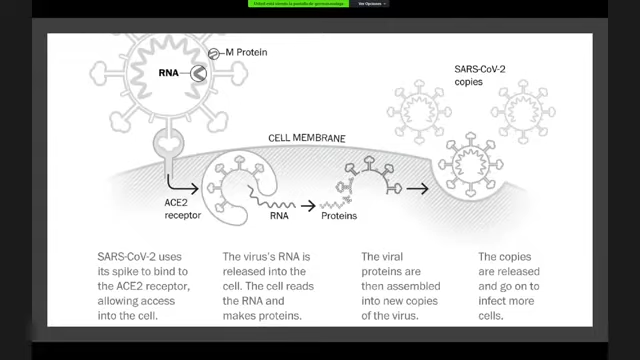 Ver Opciones
M Protein
RNA
SARS-CoV-2
copies
CELL MEMBRANE
ACE2
receptor
RNA
Proteins
SARS-CoV-2 uses
its spike to bind to
the ACE2 receptor,
allowing access
into the cell.
The virus's RNA is
released into the
cell. The cell reads
the RNA and
makes proteins.
The viral
proteins are
then assembled
into new copies
of the virus.
The copies
are released
and go on to
infect more
cells.